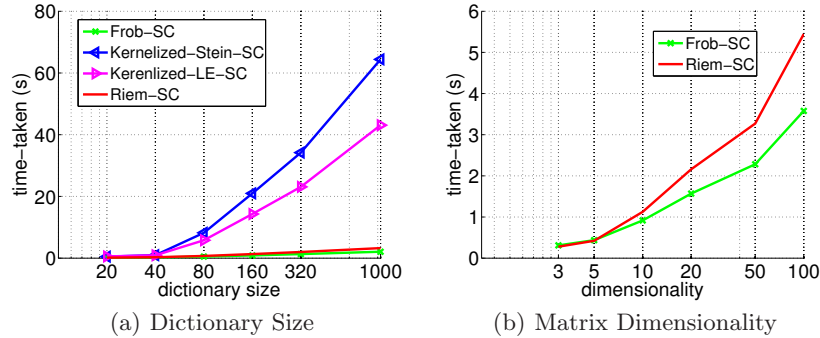 80
60
40
20
0
time-taken (s)
Frob-SC
Kernelized-Stein-SC
Kerenlized-LE-SC
Riem-SC
20 40 80 160 320 1000
dictionary size
(a) Dictionary Size
6
5
4
3
2
1
0
time-taken (s)
Frob-SC
Riem-SC
3 5 10 20 50 100
dimensionality
(b) Matrix Dimensionality